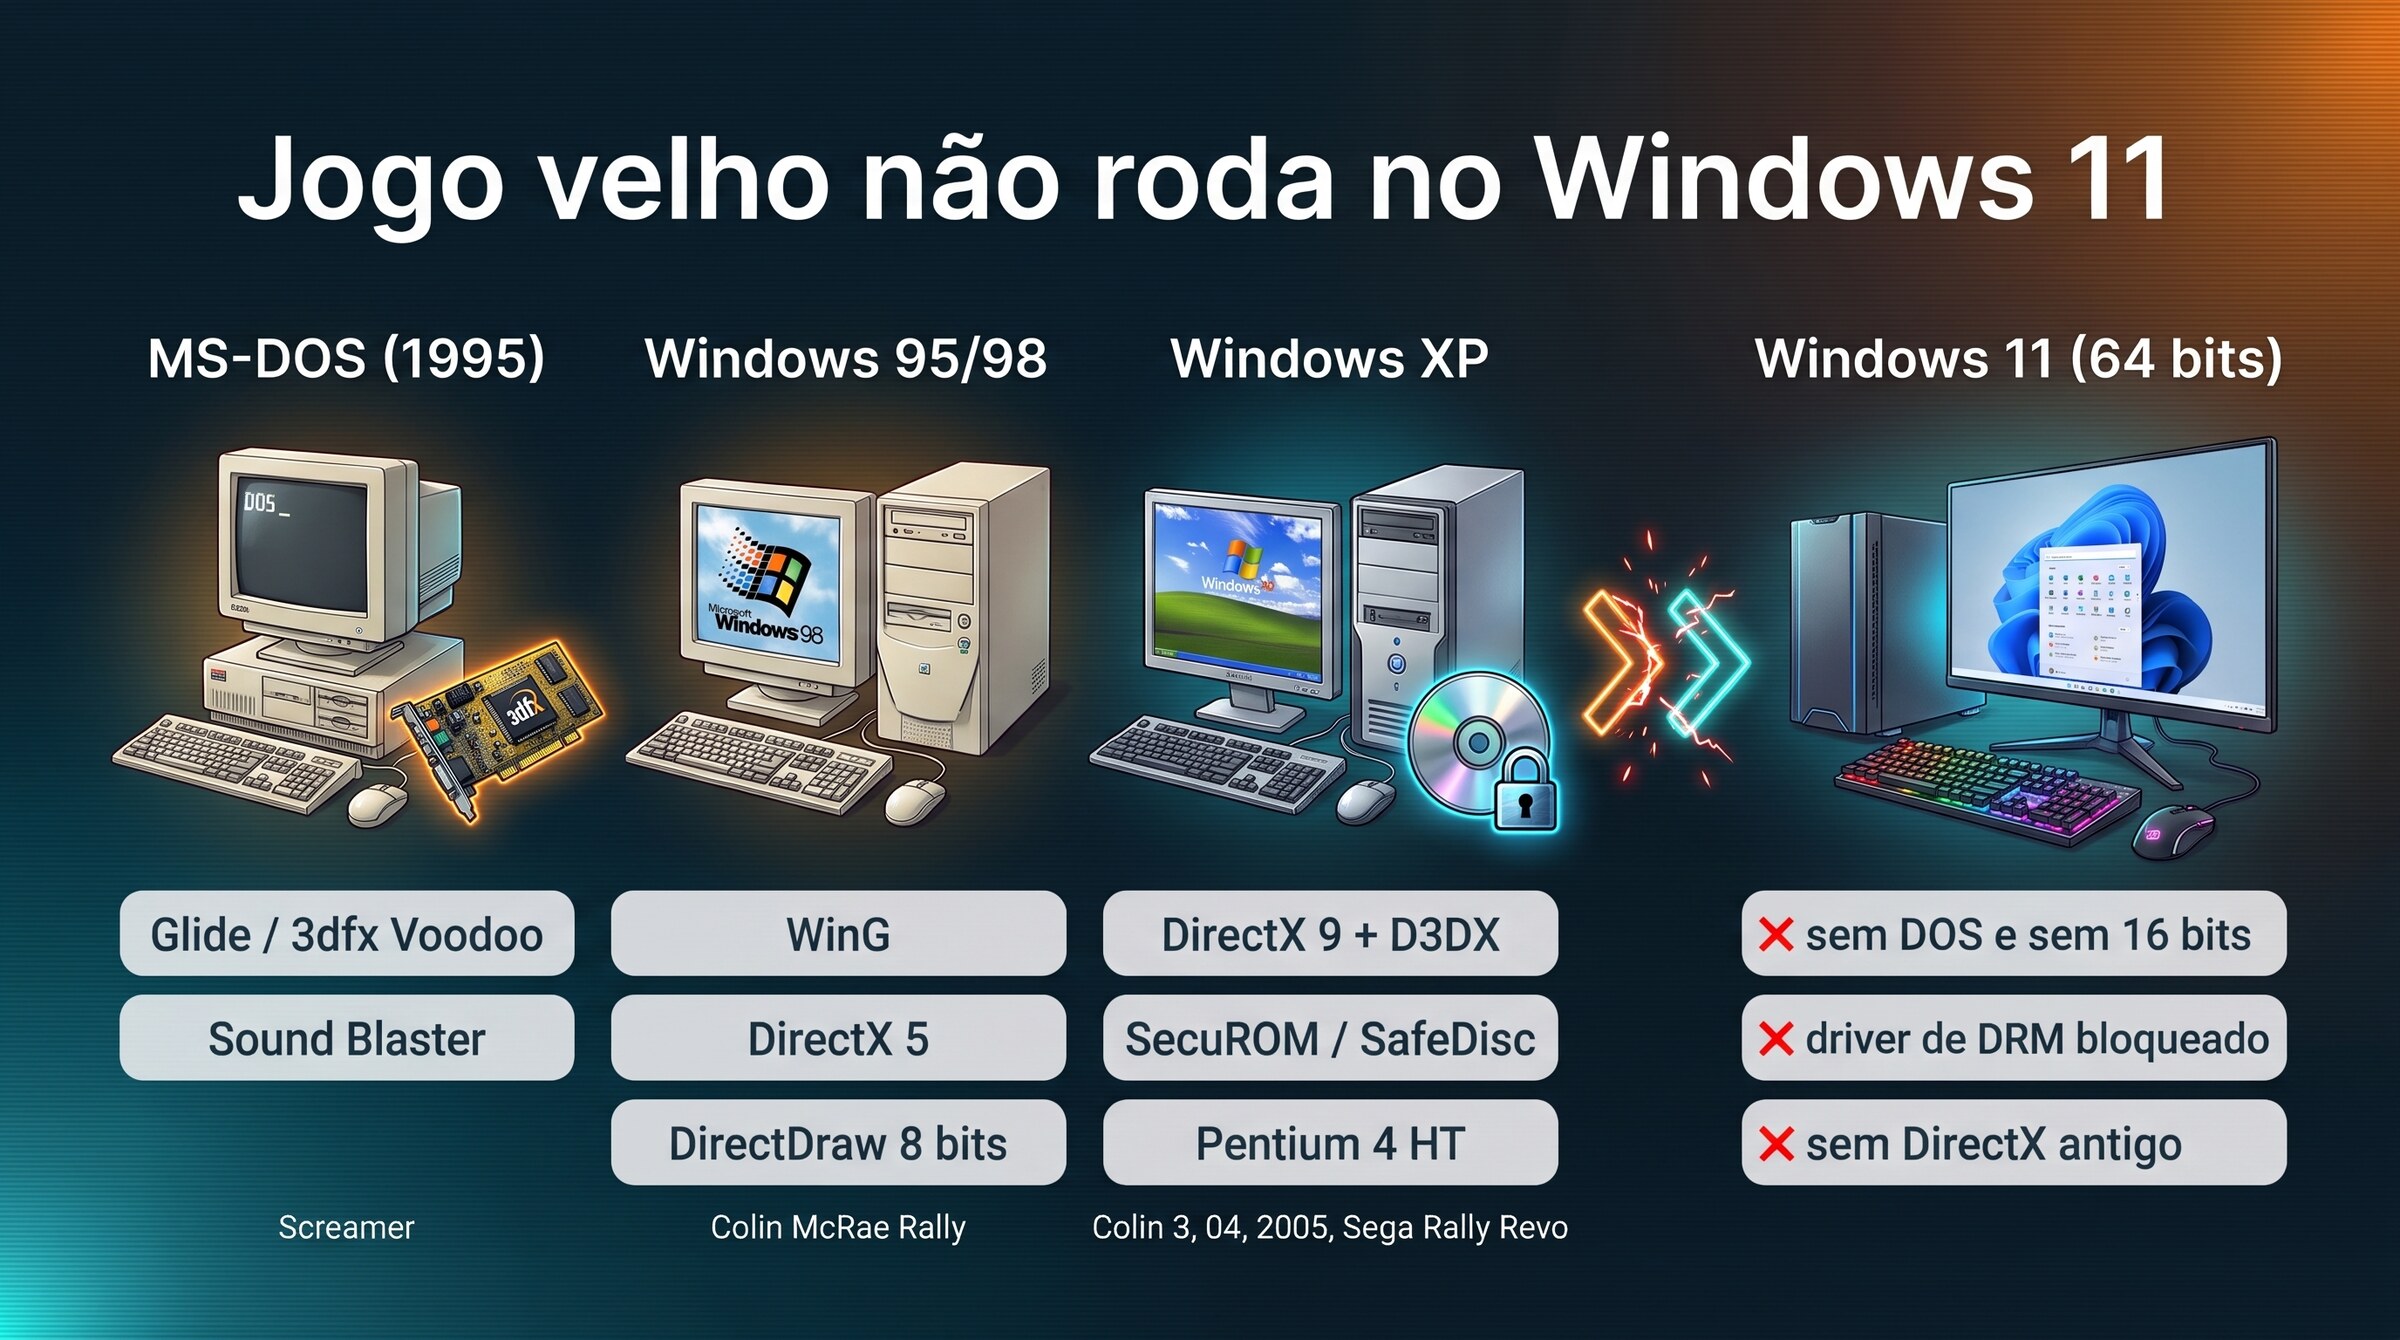 Jogo velho não roda no Windows 11
MS-DOS (1995)
Windows 95/98
Windows XP
Windows 11 (64 bits)
DOS_
3dfx
Microsoft
Windows 98
Windows
Glide / 3dfx Voodoo
Sound Blaster
Screamer
WinG
DirectX 5
DirectDraw 8 bits
Colin McRae Rally
DirectX 9 + D3DX
SecuROM / SafeDisc
Pentium 4 HT
Colin 3, 04, 2005, Sega Rally Revo
❌ sem DOS e sem 16 bits
❌ driver de DRM bloqueado
❌ sem DirectX antigo